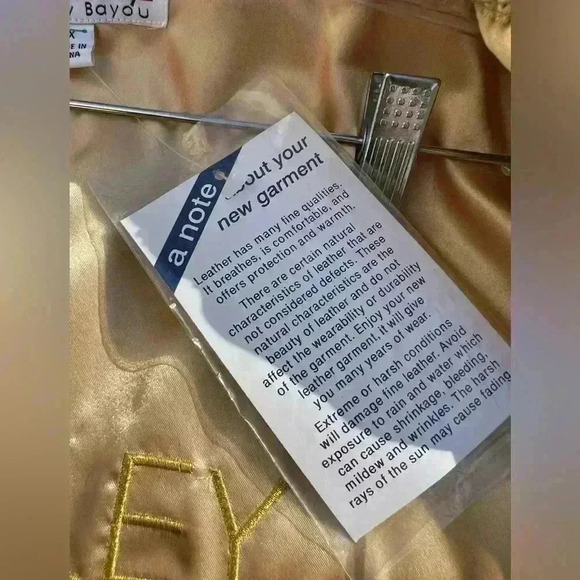 Bayou
X
E IN
NA
a note
about your
new garment
Leather has many fine qualities.
It breathes, is comfortable, and
offers protection and warmth.
There are certain natural
characteristics of leather that are
not considered defects. These
natural characteristics are the
beauty of leather and do not
affect the wearability or durability
of the garment. Enjoy your new
leather garment, it will give
you many years of wear.
Extreme or harsh conditions
will damage fine leather. Avoid
exposure to rain and water which
can cause shrinkage, bleeding,
mildew and wrinkles. The harsh
rays of the sun may cause fading.
EY